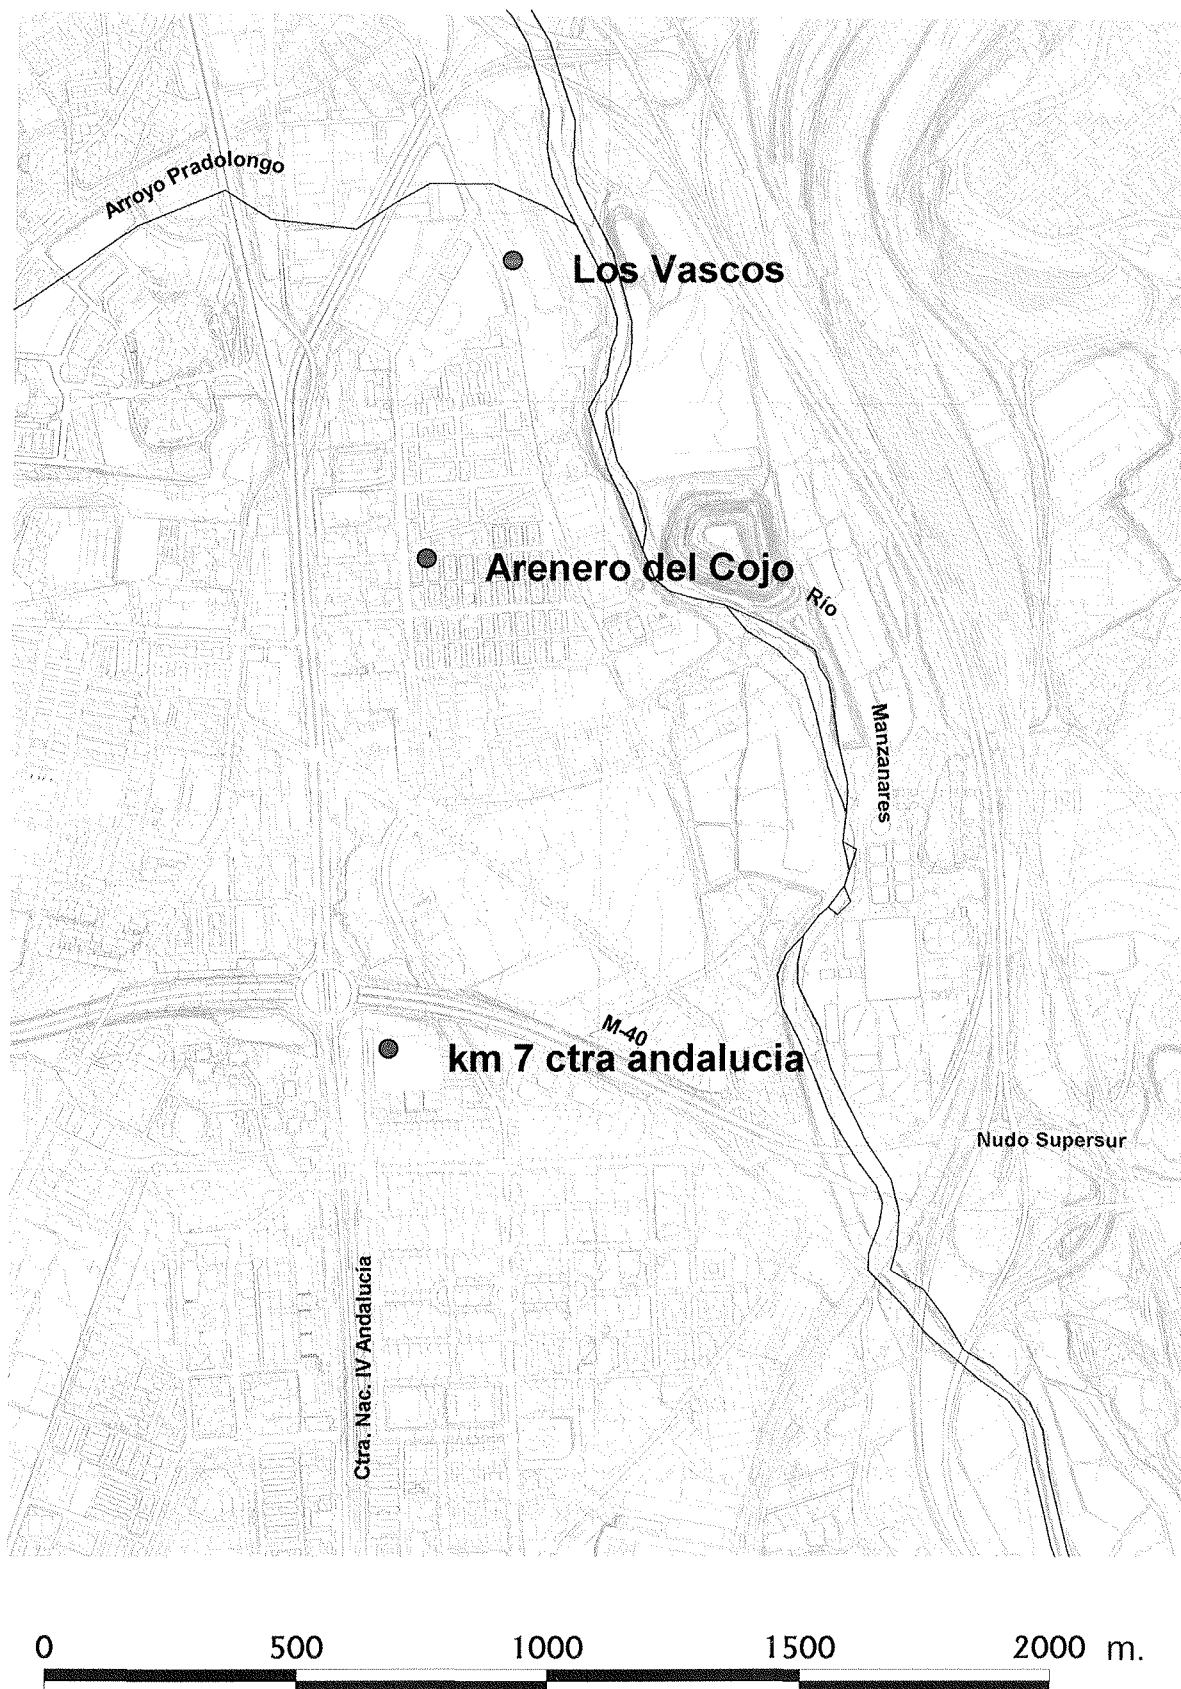 Arroyo Pradolongo
Los Vascos
Arenero del Cojo
Río
Manzanares
M-40
km 7 ctra andalucia
Nudo Supersur
Ctra. Nac. IV Andalucía
0 500 1000 1500 2000 m.